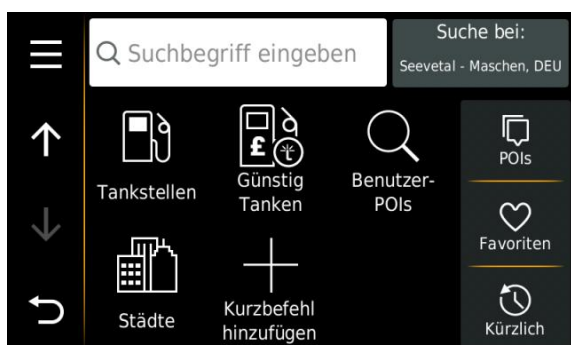 Suchbegriff eingeben
Suche bei:
Seevetal - Maschen, DEU
Tankstellen
£
Günstig
Tanken
Benutzer-
POIs
POIs
Favoriten
Städte
Kurzbefehl
hinzufügen
Kürzlich